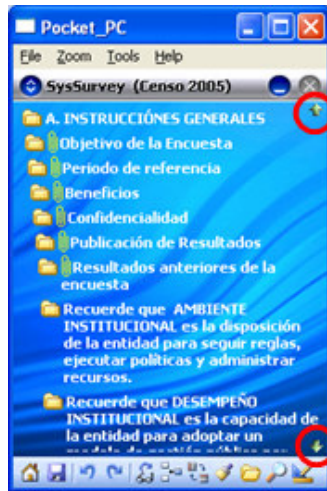 Pocket_PC
File Zoom Tools Help
SysSurvey (Censo 2005)
A. INSTRUCCIÓNES GENERALES
Objetivo de la Encuesta
Periodo de referencia
Beneficios
Confidencialidad
Publicación de Resultados
Resultados anteriores de la
encuesta
Recuerde que AMBIENTE
INSTITUCIONAL es la disposición
de la entidad para seguir reglas,
ejecutar políticas y administrar
recursos.
Recuerde que DESEMPEÑO
INSTITUCIONAL es la capacidad de
la entidad para adoptar un